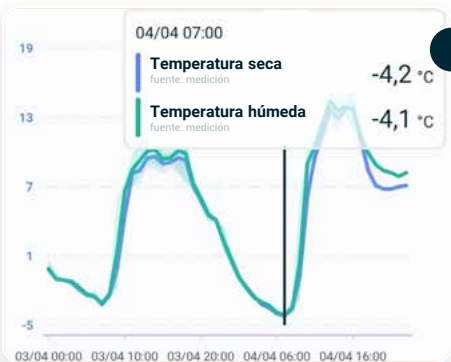 04/04 07:00
Temperatura seca
fuente: medición
-4,2 °C
Temperatura húmeda
fuente: medición
-4,1 °C
19
13
7
1
-5
03/04 00:00 03/04 10:00 03/04 20:00 04/04 06:00 04/04 16:00